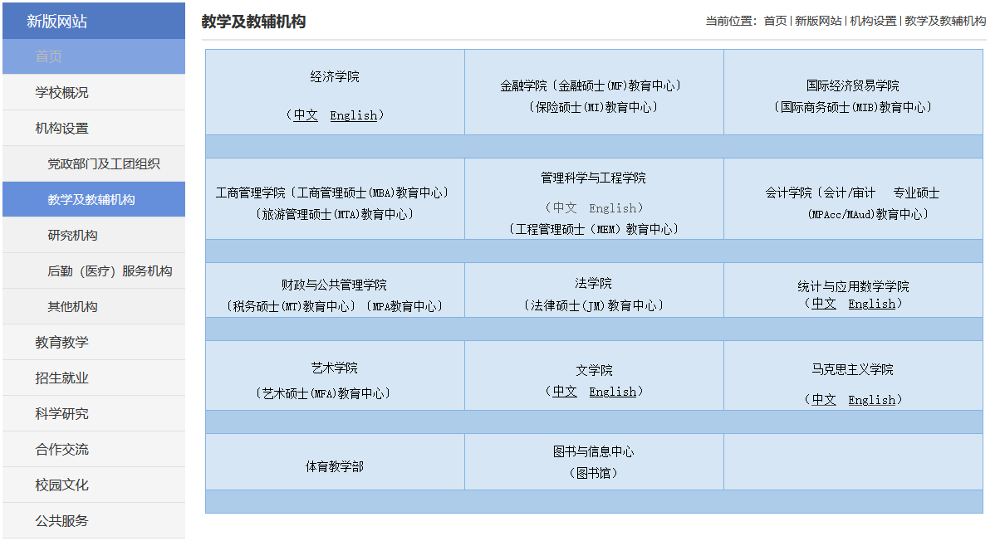 新版网站
首页
学校概况
机构设置
党政部门及工团组织
教学及教辅机构
研究机构
后勤（医疗）服务机构
其他机构
教育教学
招生就业
科学研究
合作交流
校园文化
公共服务
教学及教辅机构
当前位置：首页 | 新版网站 | 机构设置 | 教学及教辅机构
经济学院
（中文 English）
金融学院〔金融硕士(MF)教育中心〕
〔保险硕士(MI)教育中心〕
国际经济贸易学院
〔国际商务硕士(MIB)教育中心〕
工商管理学院〔工商管理硕士(MBA)教育中心〕
〔旅游管理硕士(MTA)教育中心〕
管理科学与工程学院
（中文 English）
〔工程管理硕士（MEM）教育中心〕
会计学院〔会计/审计 专业硕士
(MPAcc/MAud)教育中心〕
财政与公共管理学院
〔税务硕士(MT)教育中心〕〔MPA教育中心〕
法学院
〔法律硕士(JM)教育中心〕
统计与应用数学学院
（中文 English）
艺术学院
〔艺术硕士(MFA)教育中心〕
文学院
（中文 English）
马克思主义学院
（中文 English）
体育教学部
图书与信息中心
（图书馆）